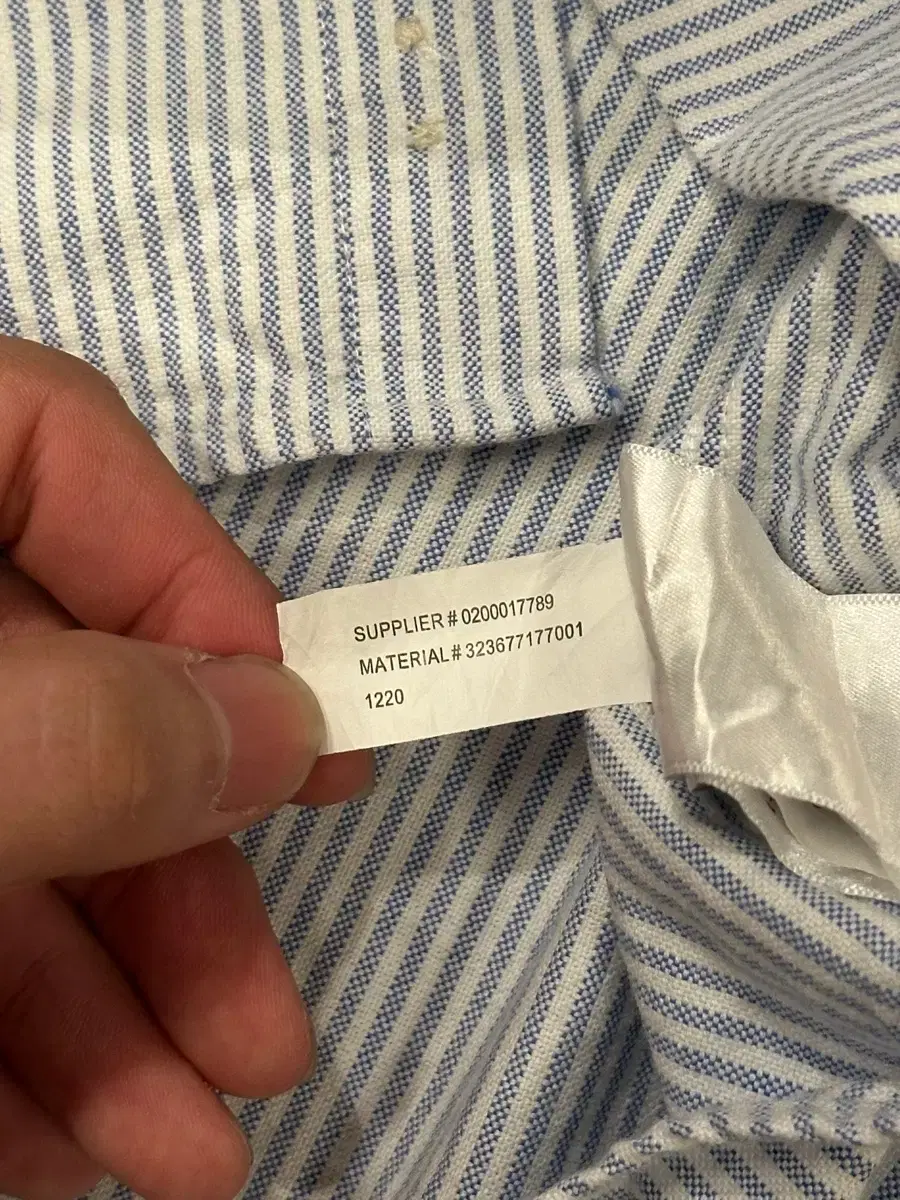 SUPPLIER # 0200017789
MATERIAL# 323677177001
1220